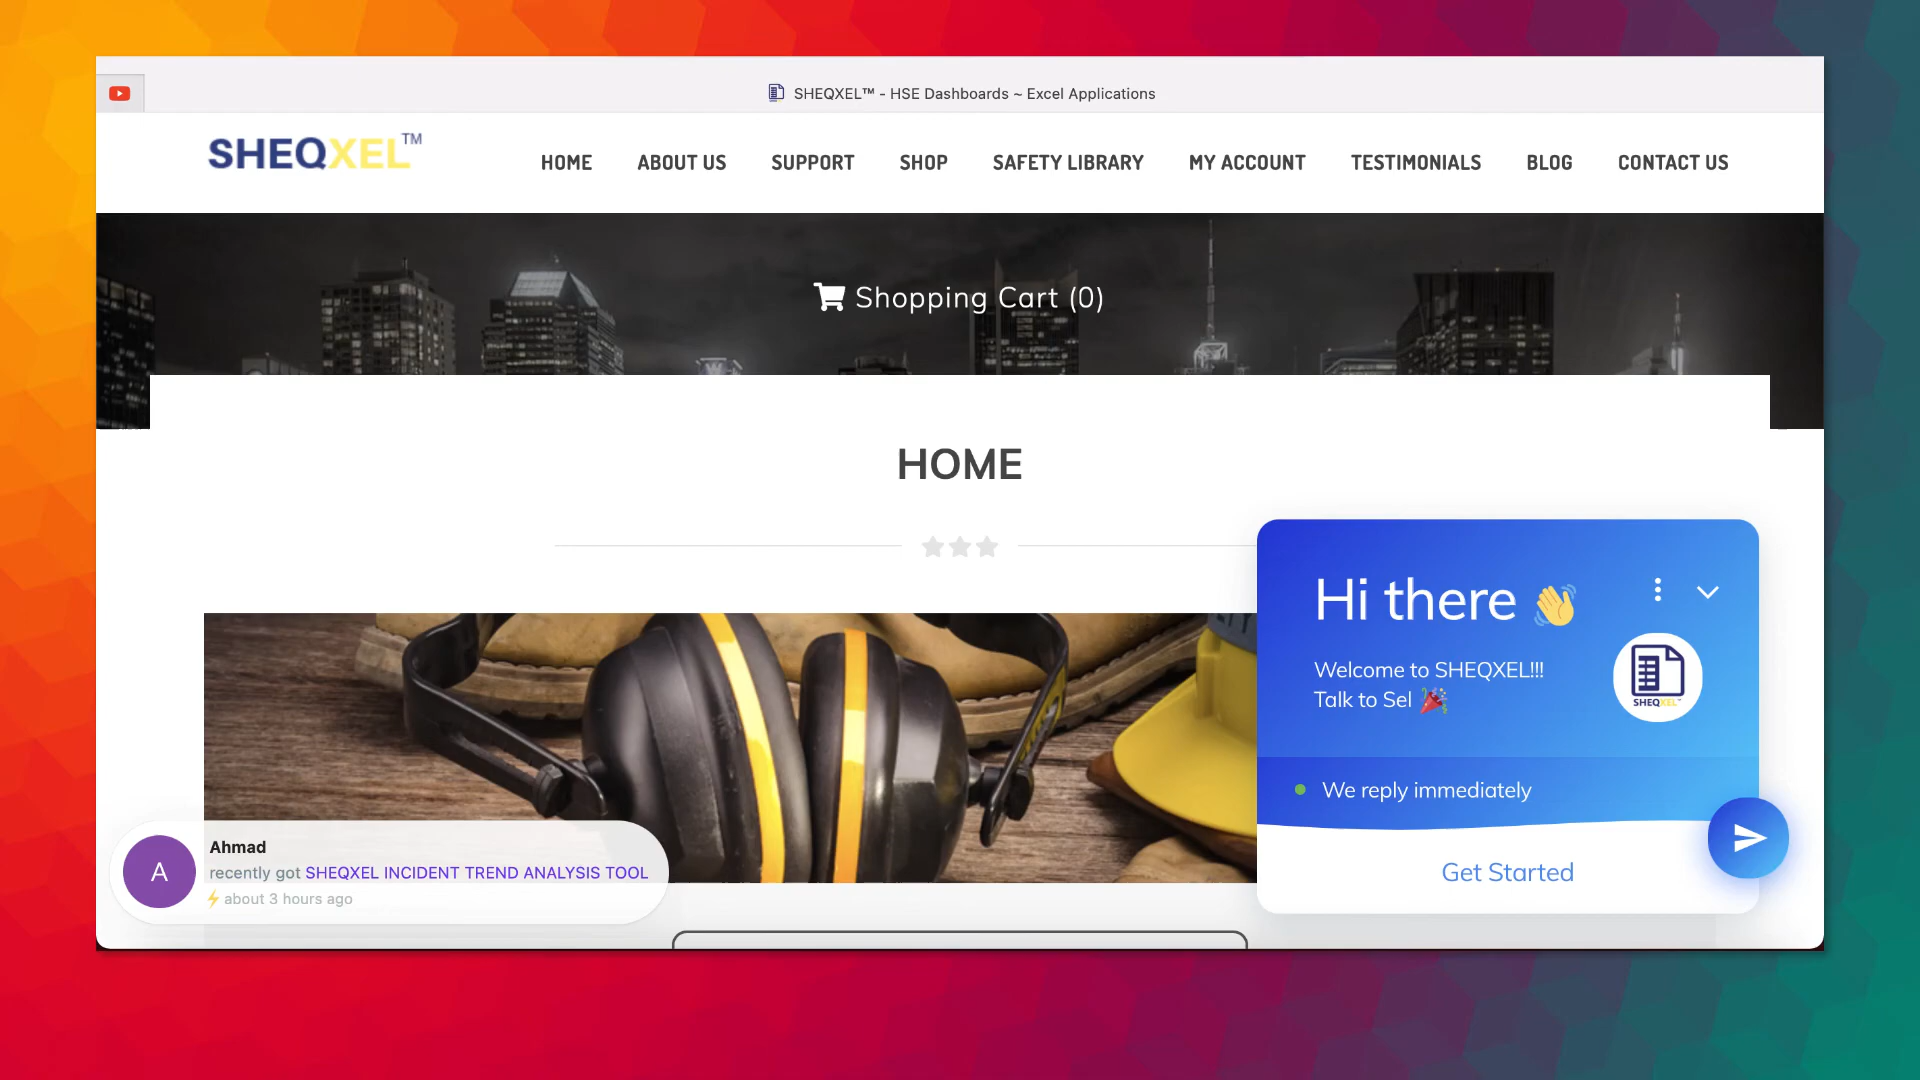 SHEQXEL™ - HSE Dashboards ~ Excel Applications
SHEQXEL™
HOME ABOUT US SUPPORT SHOP SAFETY LIBRARY MY ACCOUNT TESTIMONIALS BLOG CONTACT US
Shopping Cart (0)
HOME
Hi there 👋
Welcome to SHEQXEL!!!
Talk to Sel 🎉
SHEQXEL
We reply immediately
Get Started
A
Ahmad
recently got SHEQXEL INCIDENT TREND ANALYSIS TOOL
⚡ about 3 hours ago